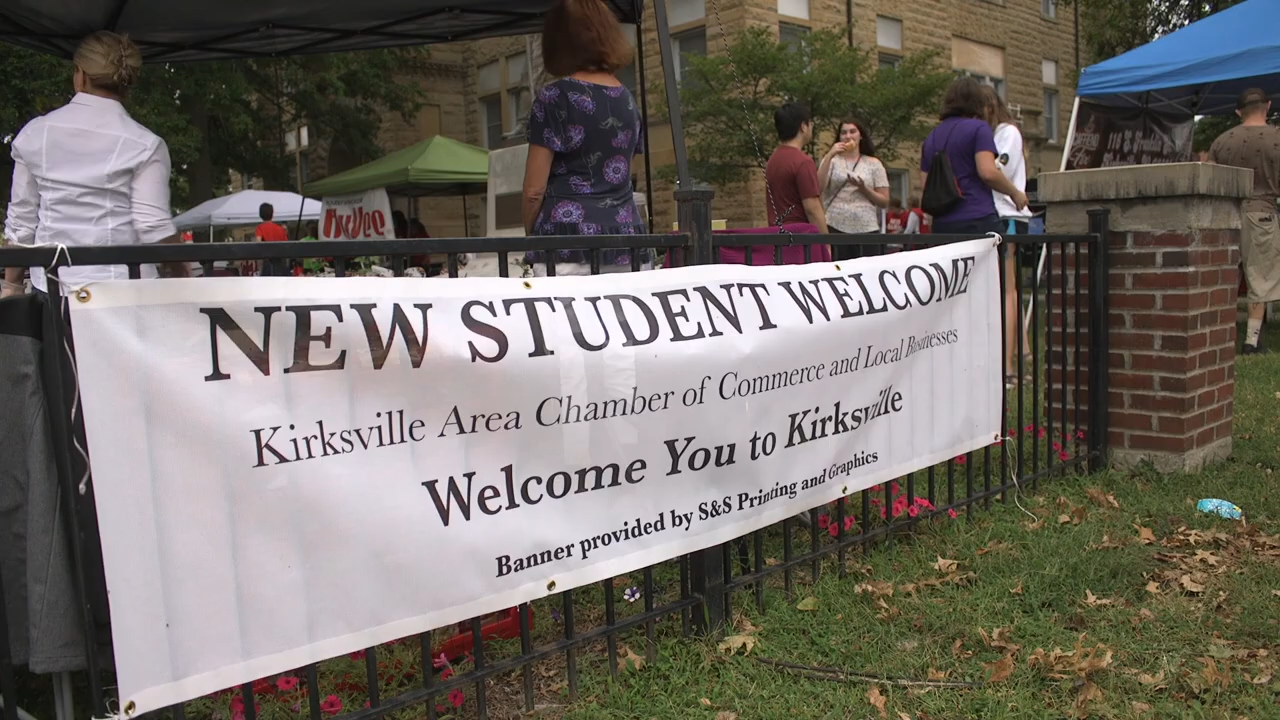 NEW STUDENT WELCOME
Kirksville Area Chamber of Commerce and Local Businesses
Welcome You to Kirksville
Banner provided by S&S Printing and Graphics